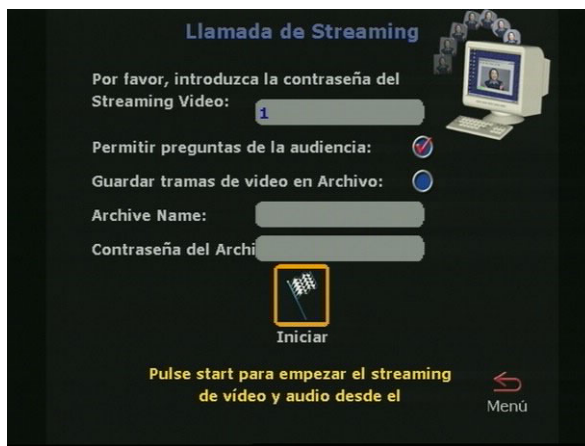 Llamada de Streaming
Por favor, introduzca la contraseña del
Streaming Video:
1
Permitir preguntas de la audiencia:
Guardar tramas de video en Archivo:
Archive Name:
Contraseña del Archi
Iniciar
Pulse start para empezar el streaming
de vídeo y audio desde el
Menú